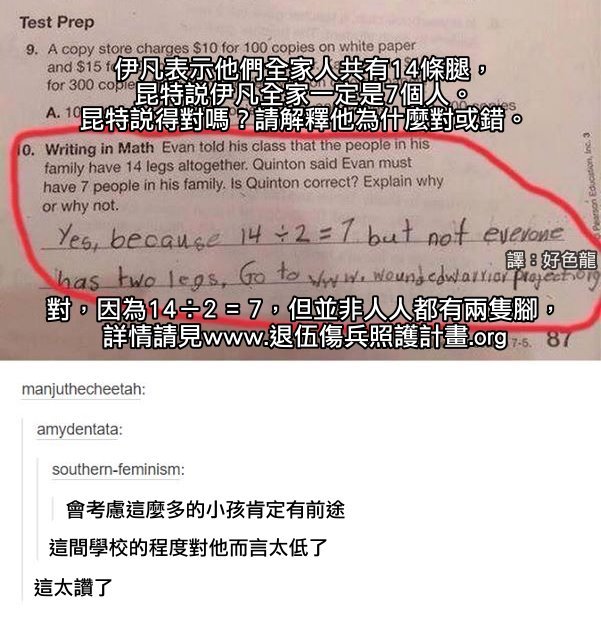 Test Prep
9. A copy store charges $10 for 100 copies on white paper
and $15 f
伊凡表示他們全家人共有14條腿，
for 300 copie
昆特說伊凡全家一定是7個人。
A. 10
昆特說得對嗎？請解釋他為什麼對或錯。
10. Writing in Math Evan told his class that the people in his
family have 14 legs altogether. Quinton said Evan must
have 7 people in his family. Is Quinton correct? Explain why
or why not.
Yes, because 14 ÷ 2 = 7 but not everone
譯：好色龍
has two legs, Go to www.woundedwarriorproject.org
對，因為14÷2 = 7，但並非人人都有兩隻腳，
詳情請見www.退伍傷兵照護計畫.org
7-5. 87
Pearson Education, Inc. 3
manjuthecheetah:
amydentata:
southern-feminism:
會考慮這麼多的小孩肯定有前途
這間學校的程度對他而言太低了
這太讚了